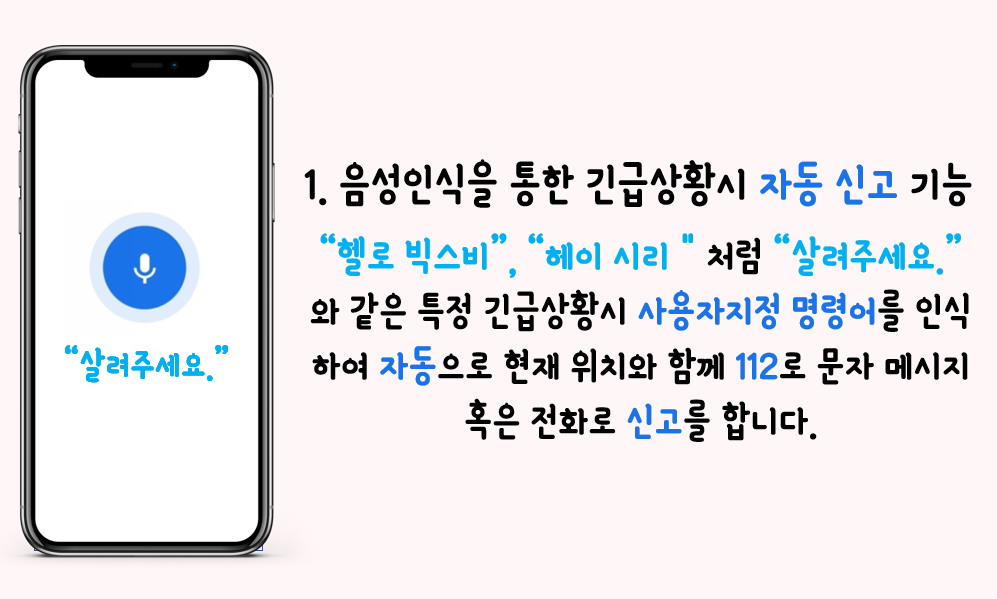 “살려주세요.”
1. 음성인식을 통한 긴급상황시 자동 신고 기능
“헬로 빅스비”, “헤이 시리 " 처럼 “살려주세요.”
와 같은 특정 긴급상황시 사용자지정 명령어를 인식
하여 자동으로 현재 위치와 함께 112로 문자 메시지
혹은 전화로 신고를 합니다.